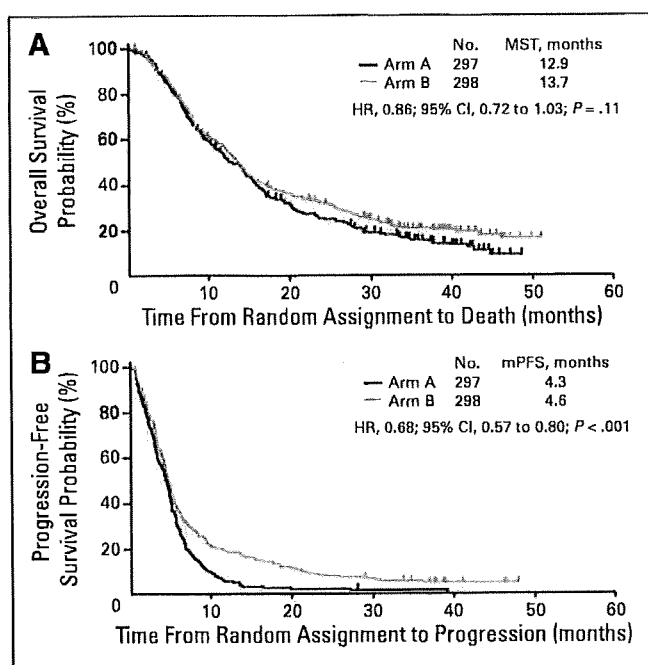 A
No. MST, months
Arm A 297 12.9
Arm B 298 13.7
HR, 0.86; 95% CI, 0.72 to 1.03; P = .11
Overall Survival Probability (%)
100
80
60
40
20
0
10 20 30 40 50 60
Time From Random Assignment to Death (months)
B
No. mPFS, months
Arm A 297 4.3
Arm B 298 4.6
HR, 0.68; 95% CI, 0.57 to 0.80; P < .001
Progression-Free Survival Probability (%)
100
80
60
40
20
0
10 20 30 40 50 60
Time From Random Assignment to Progression (months)